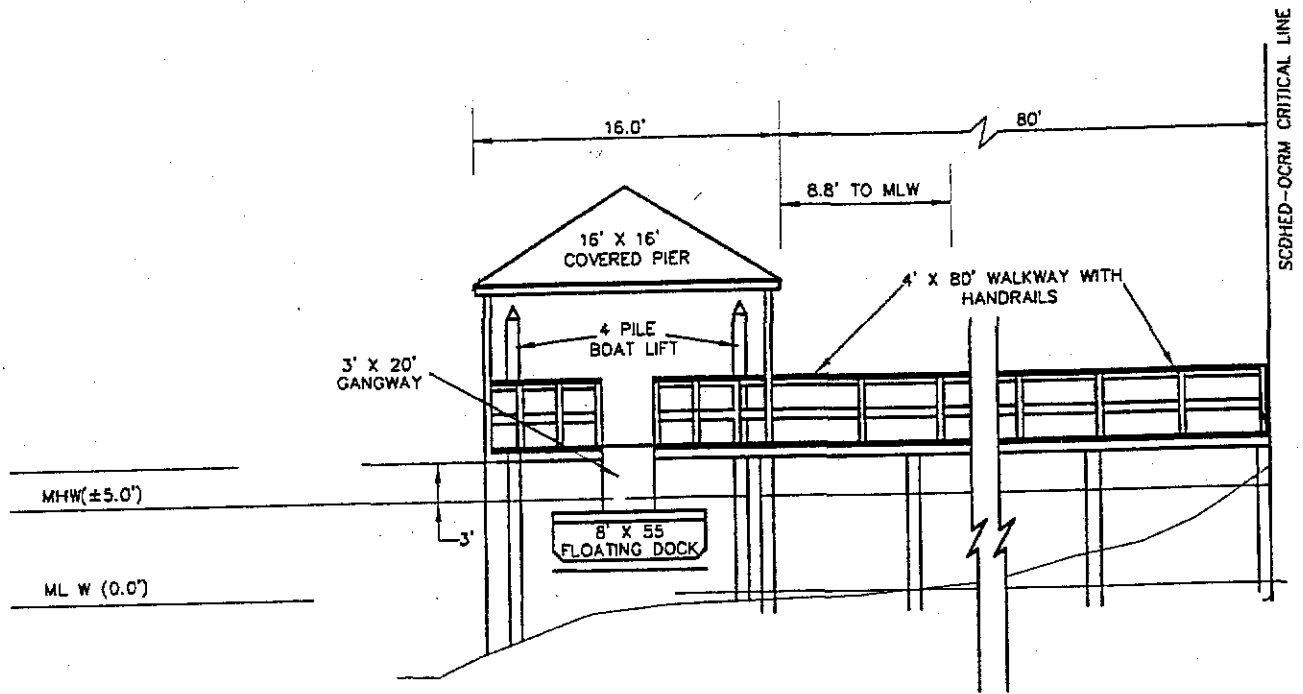 SCDHED-OCRM CRITICAL LINE
16.0'
80'
8.8' TO MLW
16' X 16'
COVERED PIER
4' X 80' WALKWAY WITH
HANDRAILS
4 PILE
BOAT LIFT
3' X 20'
GANGWAY
MHW(±5.0')
3'
8' X 55
FLOATING DOCK
ML W (0.0')